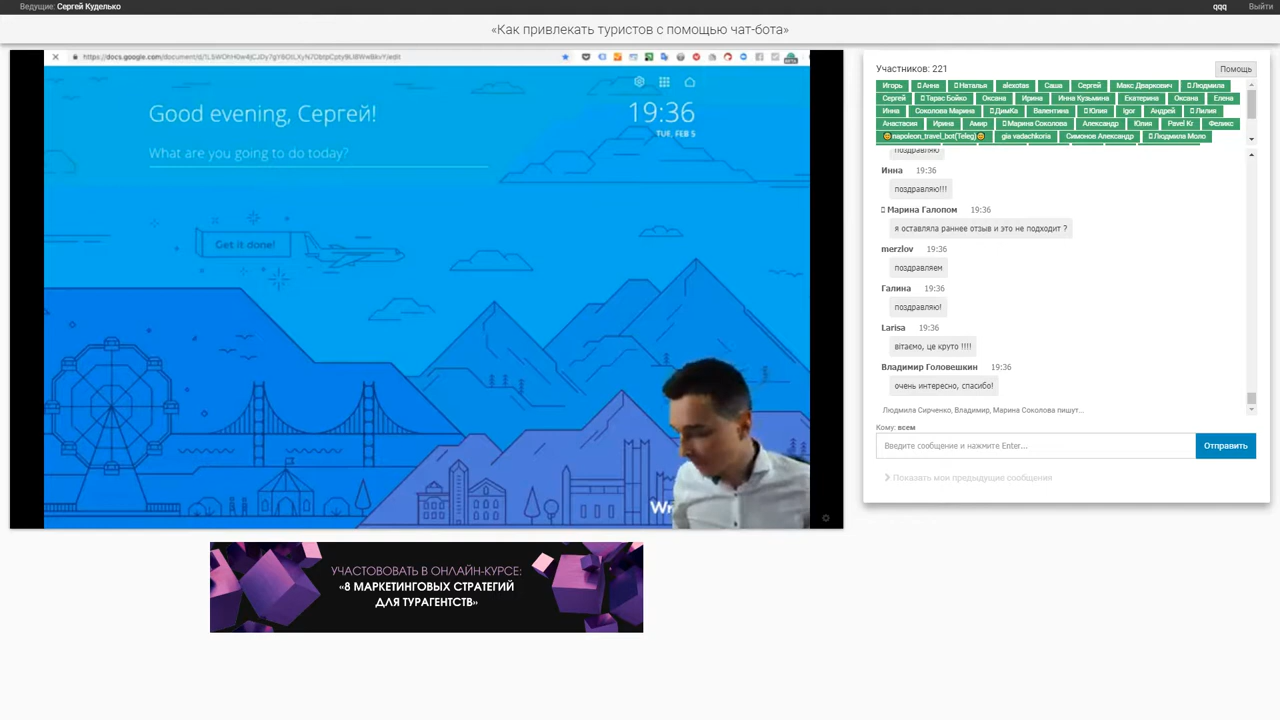 Ведущие: Сергей Куделько
qqq
Выйти
«Как привлекать туристов с помощью чат-бота»
Good evening, Сергей!
What are you going to do today?
19:36
TUE, FEB 5
Get it done!
Участников: 221
Помощь
Игорь Анна Наталья alexotas Саша Сергей Макс Дваркович Людмила
Сергей Тарас Бойко Оксана Ирина Инна Кузьмина Екатерина Оксана Елена
Инна Соколова Марина ДимКа Валентина Юлия Igor Андрей Лилия
Анастасия Ирина Амир Марина Соколова Александр Юлия Pavel Kr Феликс
napoleon_travel_bot(Teleg) gia vadachkoria Симонов Александр Людмила Моло
поздравляю
Инна 19:36
поздравляю!!!
Марина Галопом 19:36
я оставляла раннее отзыв и это не подходит ?
merzlov 19:36
поздравляем
Галина 19:36
поздравляю!
Larisa 19:36
вітаємо, це круто !!!!
Владимир Головешкин 19:36
очень интересно, спасибо!
Людмила Сирченко, Владимир, Марина Соколова пишут...
Кому: всем
Введите сообщение и нажмите Enter...
Отправить
Показать мои предыдущие сообщения
УЧАСТВОВАТЬ В ОНЛАЙН-КУРСЕ:
«8 МАРКЕТИНГОВЫХ СТРАТЕГИЙ
ДЛЯ ТУРАГЕНТСТВ»